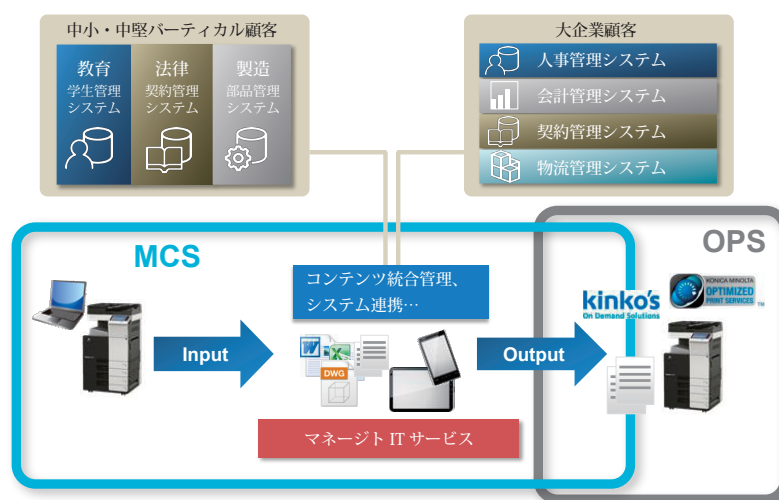 中小・中堅バーティカル顧客
教育
学生管理
システム
法律
契約管理
システム
製造
部品管理
システム
大企業顧客
人事管理システム
会計管理システム
契約管理システム
物流管理システム
MCS
OPS
コンテンツ統合管理、
システム連携…
Input
W
X
DWG
Output
kinko's
On Demand Solutions
KONICA MINOLTA
OPTIMIZED
PRINT SERVICES
TM
マネージド IT サービス